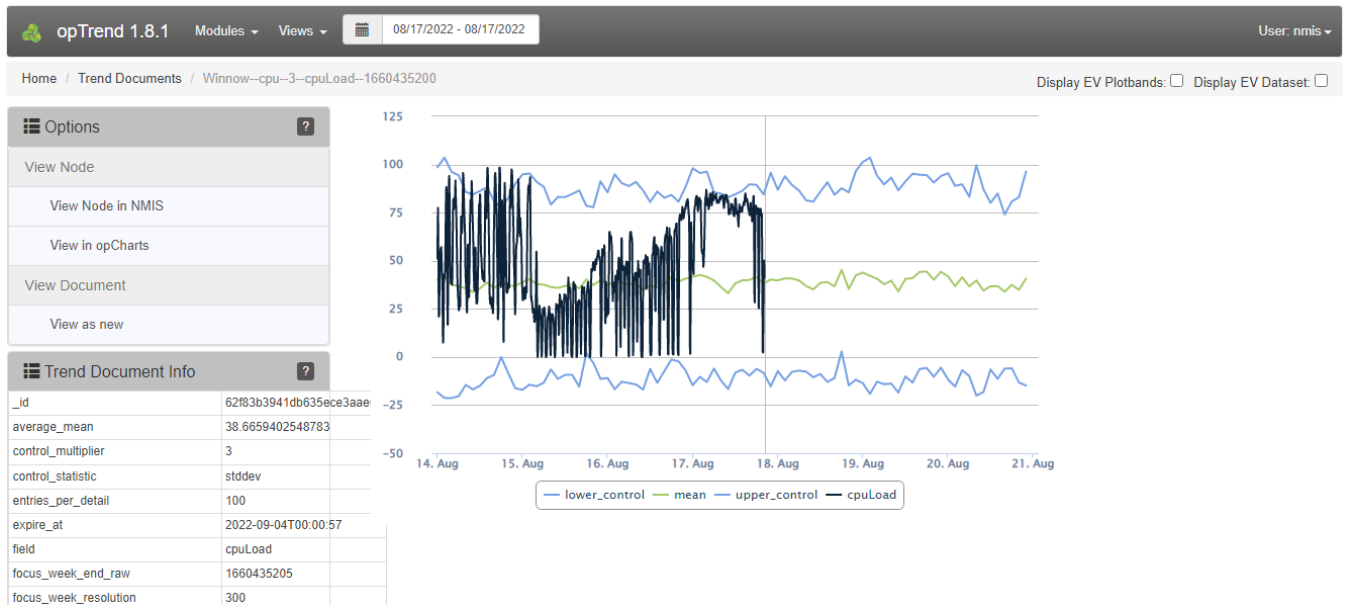 opTrend 1.8.1 Modules Views 08/17/2022 - 08/17/2022 User: nmis
Home / Trend Documents / Winnow--cpu--3--cpuLoad--1660435200 Display EV Plotbands: Display EV Dataset:
Options ?
View Node
View Node in NMIS
View in opCharts
View Document
View as new
Trend Document Info ?
_id 62f83b3941db635ece3aae
average_mean 38.6659402548783
control_multiplier 3
control_statistic stddev
entries_per_detail 100
expire_at 2022-09-04T00:00:57
field cpuLoad
focus_week_end_raw 1660435205
focus_week_resolution 300
125
100
75
50
25
0
-25
-50
14. Aug 15. Aug 16. Aug 17. Aug 18. Aug 19. Aug 20. Aug 21. Aug
lower_control mean upper_control cpuLoad